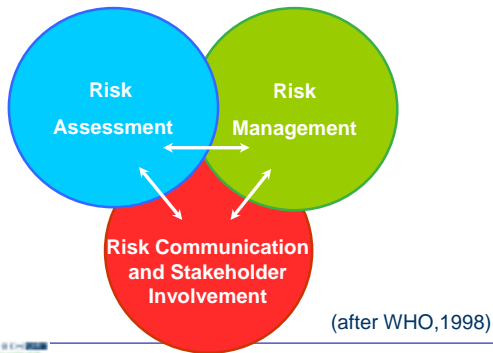 Risk
Assessment
Risk
Management
Risk Communication
and Stakeholder
Involvement
(after WHO,1998)